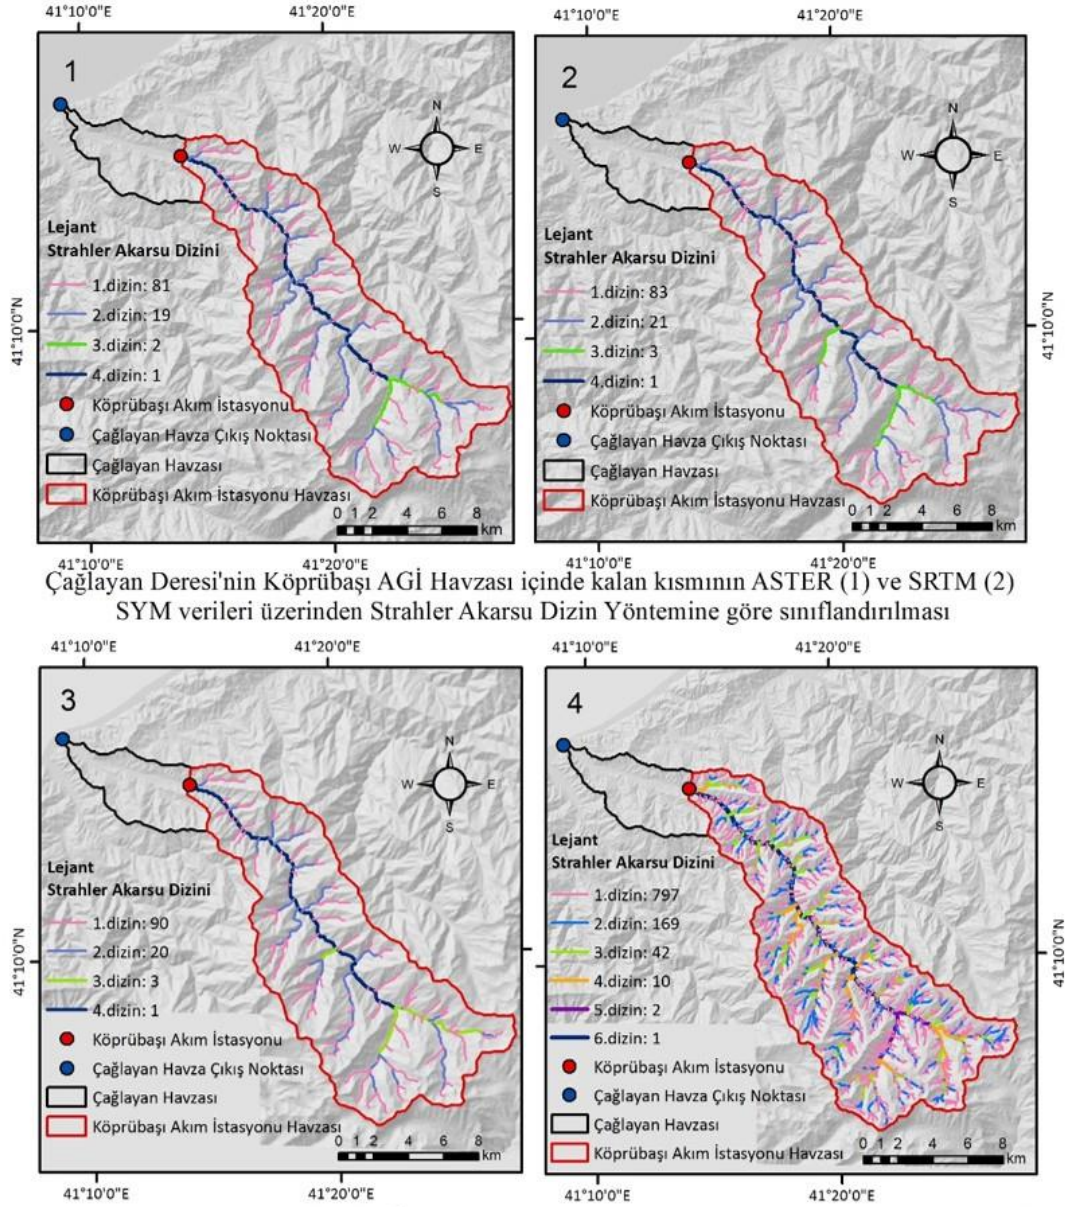 41°10'0"E
41°20'0"E
41°10'0"E
41°20'0"E
1
N
W
E
S
Lejant
Strahler Akarsu Dizini
1.dizin: 81
2.dizin: 19
3.dizin: 2
4.dizin: 1
Köprübaşı Akım İstasyonu
Çağlayan Havza Çıkış Noktası
Çağlayan Havzası
Köprübaşı Akım İstasyonu Havzası
0 1 2 4 6 8
km
41°10'0"N
2
N
W
E
S
Lejant
Strahler Akarsu Dizini
1.dizin: 83
2.dizin: 21
3.dizin: 3
4.dizin: 1
Köprübaşı Akım İstasyonu
Çağlayan Havza Çıkış Noktası
Çağlayan Havzası
Köprübaşı Akım İstasyonu Havzası
0 1 2 4 6 8
km
41°10'0"N
41°10'0"E
41°20'0"E
41°10'0"E
41°20'0"E
Çağlayan Deresi'nin Köprübaşı AGİ Havzası içinde kalan kısmının ASTER (1) ve SRTM (2)
SYM verileri üzerinden Strahler Akarsu Dizin Yöntemine göre sınıflandırılması
41°10'0"E
41°20'0"E
41°10'0"E
41°20'0"E
3
N
W
E
S
Lejant
Strahler Akarsu Dizini
1.dizin: 90
2.dizin: 20
3.dizin: 3
4.dizin: 1
Köprübaşı Akım İstasyonu
Çağlayan Havza Çıkış Noktası
Çağlayan Havzası
Köprübaşı Akım İstasyonu Havzası
0 1 2 4 6 8
km
41°10'0"N
4
N
W
E
S
Lejant
Strahler Akarsu Dizini
1.dizin: 797
2.dizin: 169
3.dizin: 42
4.dizin: 10
5.dizin: 2
6.dizin: 1
Köprübaşı Akım İstasyonu
Çağlayan Havza Çıkış Noktası
Çağlayan Havzası
Köprübaşı Akım İstasyonu Havzası
0 1 2 4 6 8
km
41°10'0"N
41°10'0"E
41°20'0"E
41°10'0"E
41°20'0"E